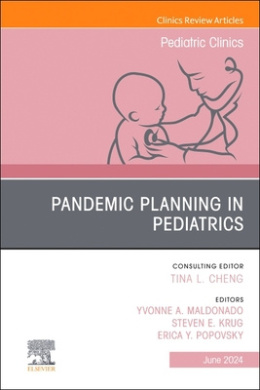 Clinics Review Articles
Pediatric Clinics
PANDEMIC PLANNING IN
PEDIATRICS
CONSULTING EDITOR
TINA L. CHENG
EDITORS
YVONNE A. MALDONADO
STEVEN E. KRUG
ERICA Y. POPOVSKY
ELSEVIER
June 2024